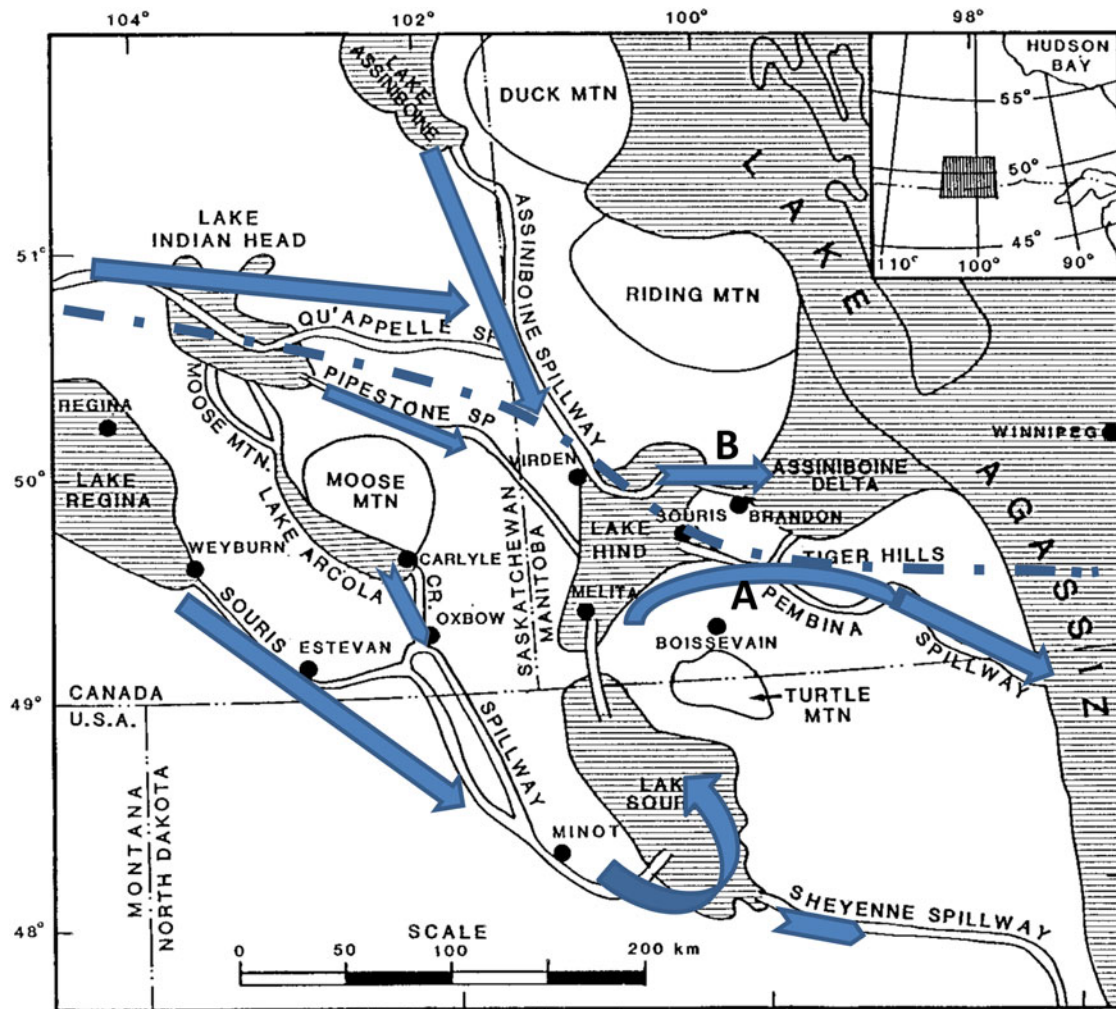 104° 102° 100° 98°
HUDSON
BAY
55°
50°
45°
110° 100° 90°
LAKE
ASSINIBOINE
DUCK MTN
LAKE
AGASSIZ
LAKE
INDIAN HEAD
51°
ASSINIBOINE SPILLWAY
RIDING MTN
QU'APPELLE SP
PIPESTONE SP
MOOSE MTN.
REGINA
WINNIPEG
VIRDEN
B
ASSINIBOINE
DELTA
50°
LAKE
REGINA
MOOSE
MTN
SOURIS
BRANDON
LAKE
HIND
TIGER HILLS
WEYBURN
LAKE ARCOLA
CARLYLE
CR
SASKATCHEWAN
MANITOBA
MELITA
A
PEMBINA
SPILLWAY
OXBOW
BOISSEVAIN
SOURIS
SPILLWAY
ESTEVAN
49°
CANADA
U.S.A.
TURTLE
MTN
MONTANA
NORTH DAKOTA
MINOT
SHEYENNE SPILLWAY
48°
SCALE
0 50 100 200 km